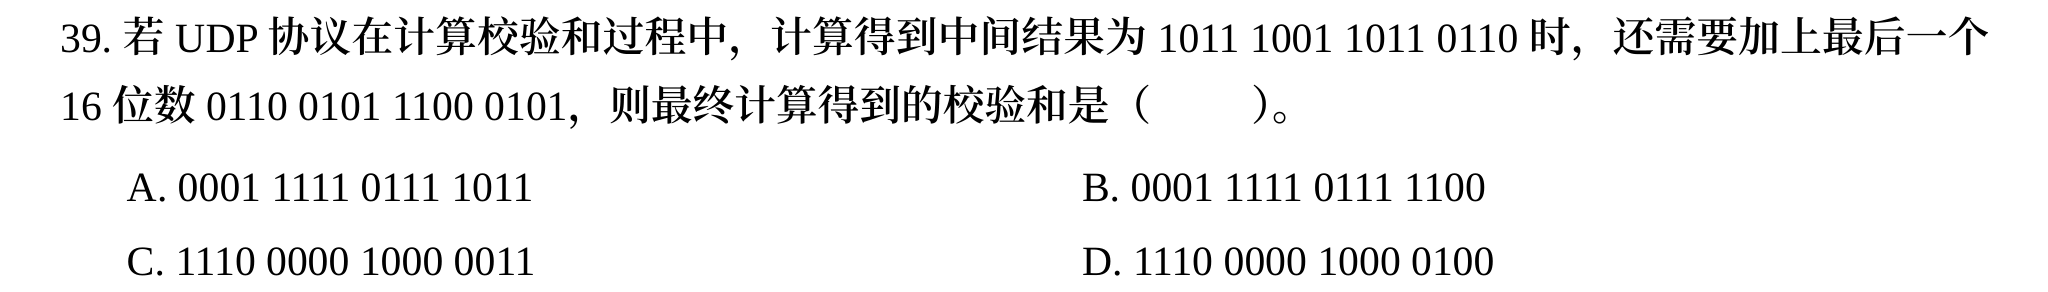 39. 若 UDP 协议在计算校验和过程中，计算得到中间结果为 1011 1001 1011 0110 时，还需要加上最后一个
16 位数 0110 0101 1100 0101，则最终计算得到的校验和是（　　）。
A. 0001 1111 0111 1011　　B. 0001 1111 0111 1100
C. 1110 0000 1000 0011　　D. 1110 0000 1000 0100